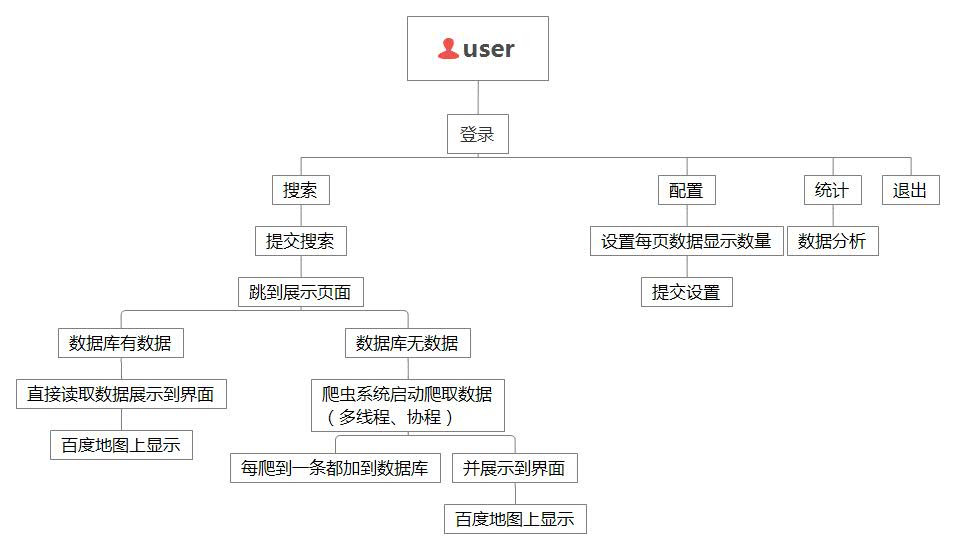 user
登录
搜索
配置
统计
退出
提交搜索
设置每页数据显示数量
数据分析
跳到展示页面
提交设置
数据库有数据
数据库无数据
直接读取数据展示到界面
爬虫系统启动爬取数据
（多线程、协程）
百度地图上显示
每爬到一条都加到数据库
并展示到界面
百度地图上显示